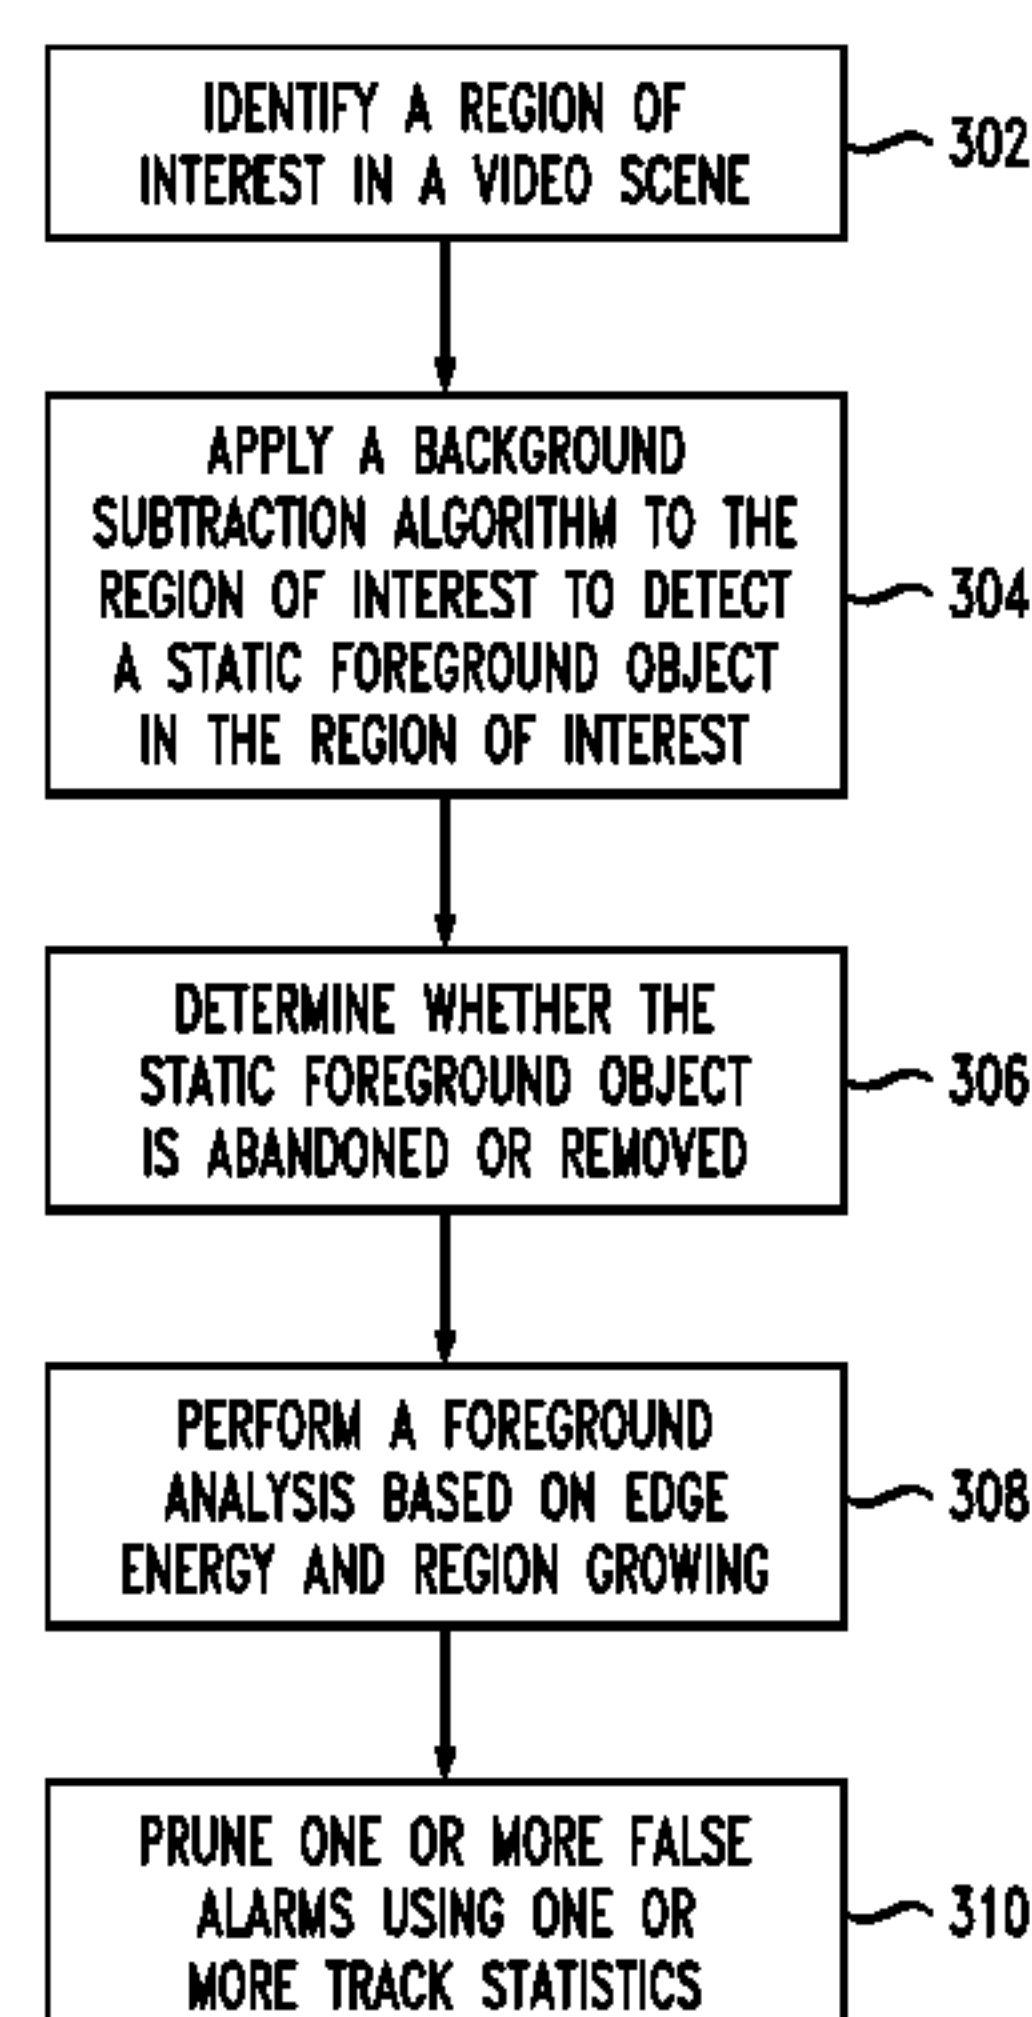 IDENTIFY A REGION OF
INTEREST IN A VIDEO SCENE
302
APPLY A BACKGROUND
SUBTRACTION ALGORITHM TO THE
REGION OF INTEREST TO DETECT
A STATIC FOREGROUND OBJECT
IN THE REGION OF INTEREST
304
DETERMINE WHETHER THE
STATIC FOREGROUND OBJECT
IS ABANDONED OR REMOVED
306
PERFORM A FOREGROUND
ANALYSIS BASED ON EDGE
ENERGY AND REGION GROWING
308
PRUNE ONE OR MORE FALSE
ALARMS USING ONE OR
MORE TRACK STATISTICS
310